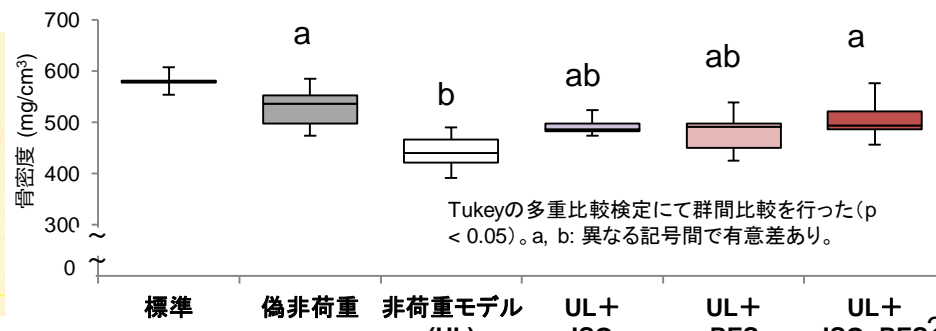 700
600
500
400
300
0
骨密度 (mg/cm³)
a
b
ab
ab
a
Tukeyの多重比較検定にて群間比較を行った(p
< 0.05)。a, b: 異なる記号間で有意差あり。
標準 偽非荷重 非荷重モデル UL+ UL+ UL+
(UL)